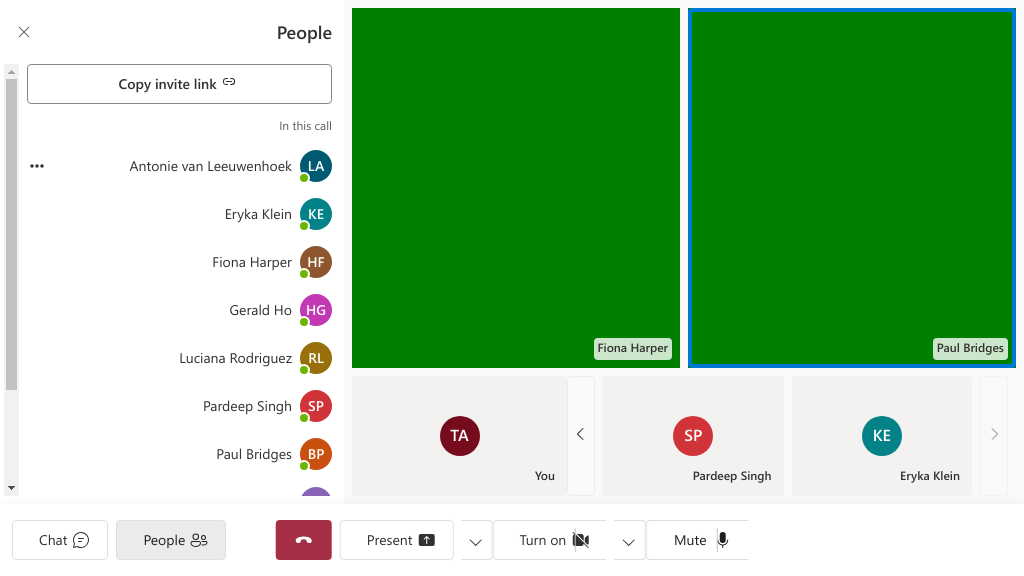 People
Copy invite link
In this call
Antonie van Leeuwenhoek LA
Eryka Klein KE
Fiona Harper HF
Gerald Ho HG
Luciana Rodriguez RL
Pardeep Singh SP
Paul Bridges BP
Fiona Harper
Paul Bridges
TA
You
SP
Pardeep Singh
KE
Eryka Klein
Chat
People
Present
Turn on
Mute